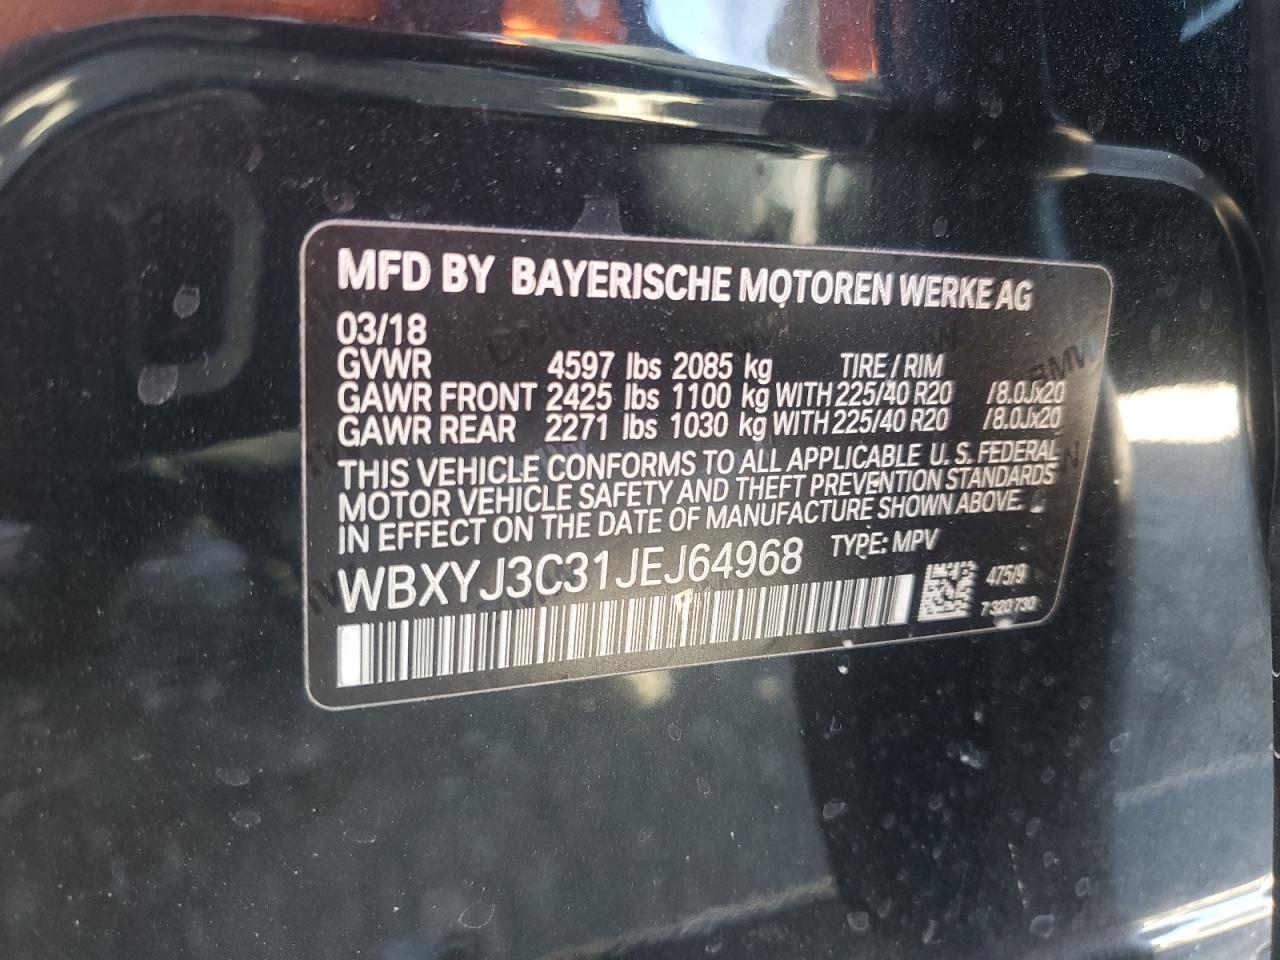 MFD BY BAYERISCHE MOTOREN WERKE AG
03/18
GVWR 4597 lbs 2085 kg TIRE / RIM
GAWR FRONT 2425 lbs 1100 kg WITH 225/40 R20 /8.0Jx20
GAWR REAR 2271 lbs 1030 kg WITH 225/40 R20 /8.0Jx20
THIS VEHICLE CONFORMS TO ALL APPLICABLE U.S. FEDERAL
MOTOR VEHICLE SAFETY AND THEFT PREVENTION STANDARDS
IN EFFECT ON THE DATE OF MANUFACTURE SHOWN ABOVE.
WBXYJ3C31JEJ64968 TYPE: MPV
475/9
7 320 730